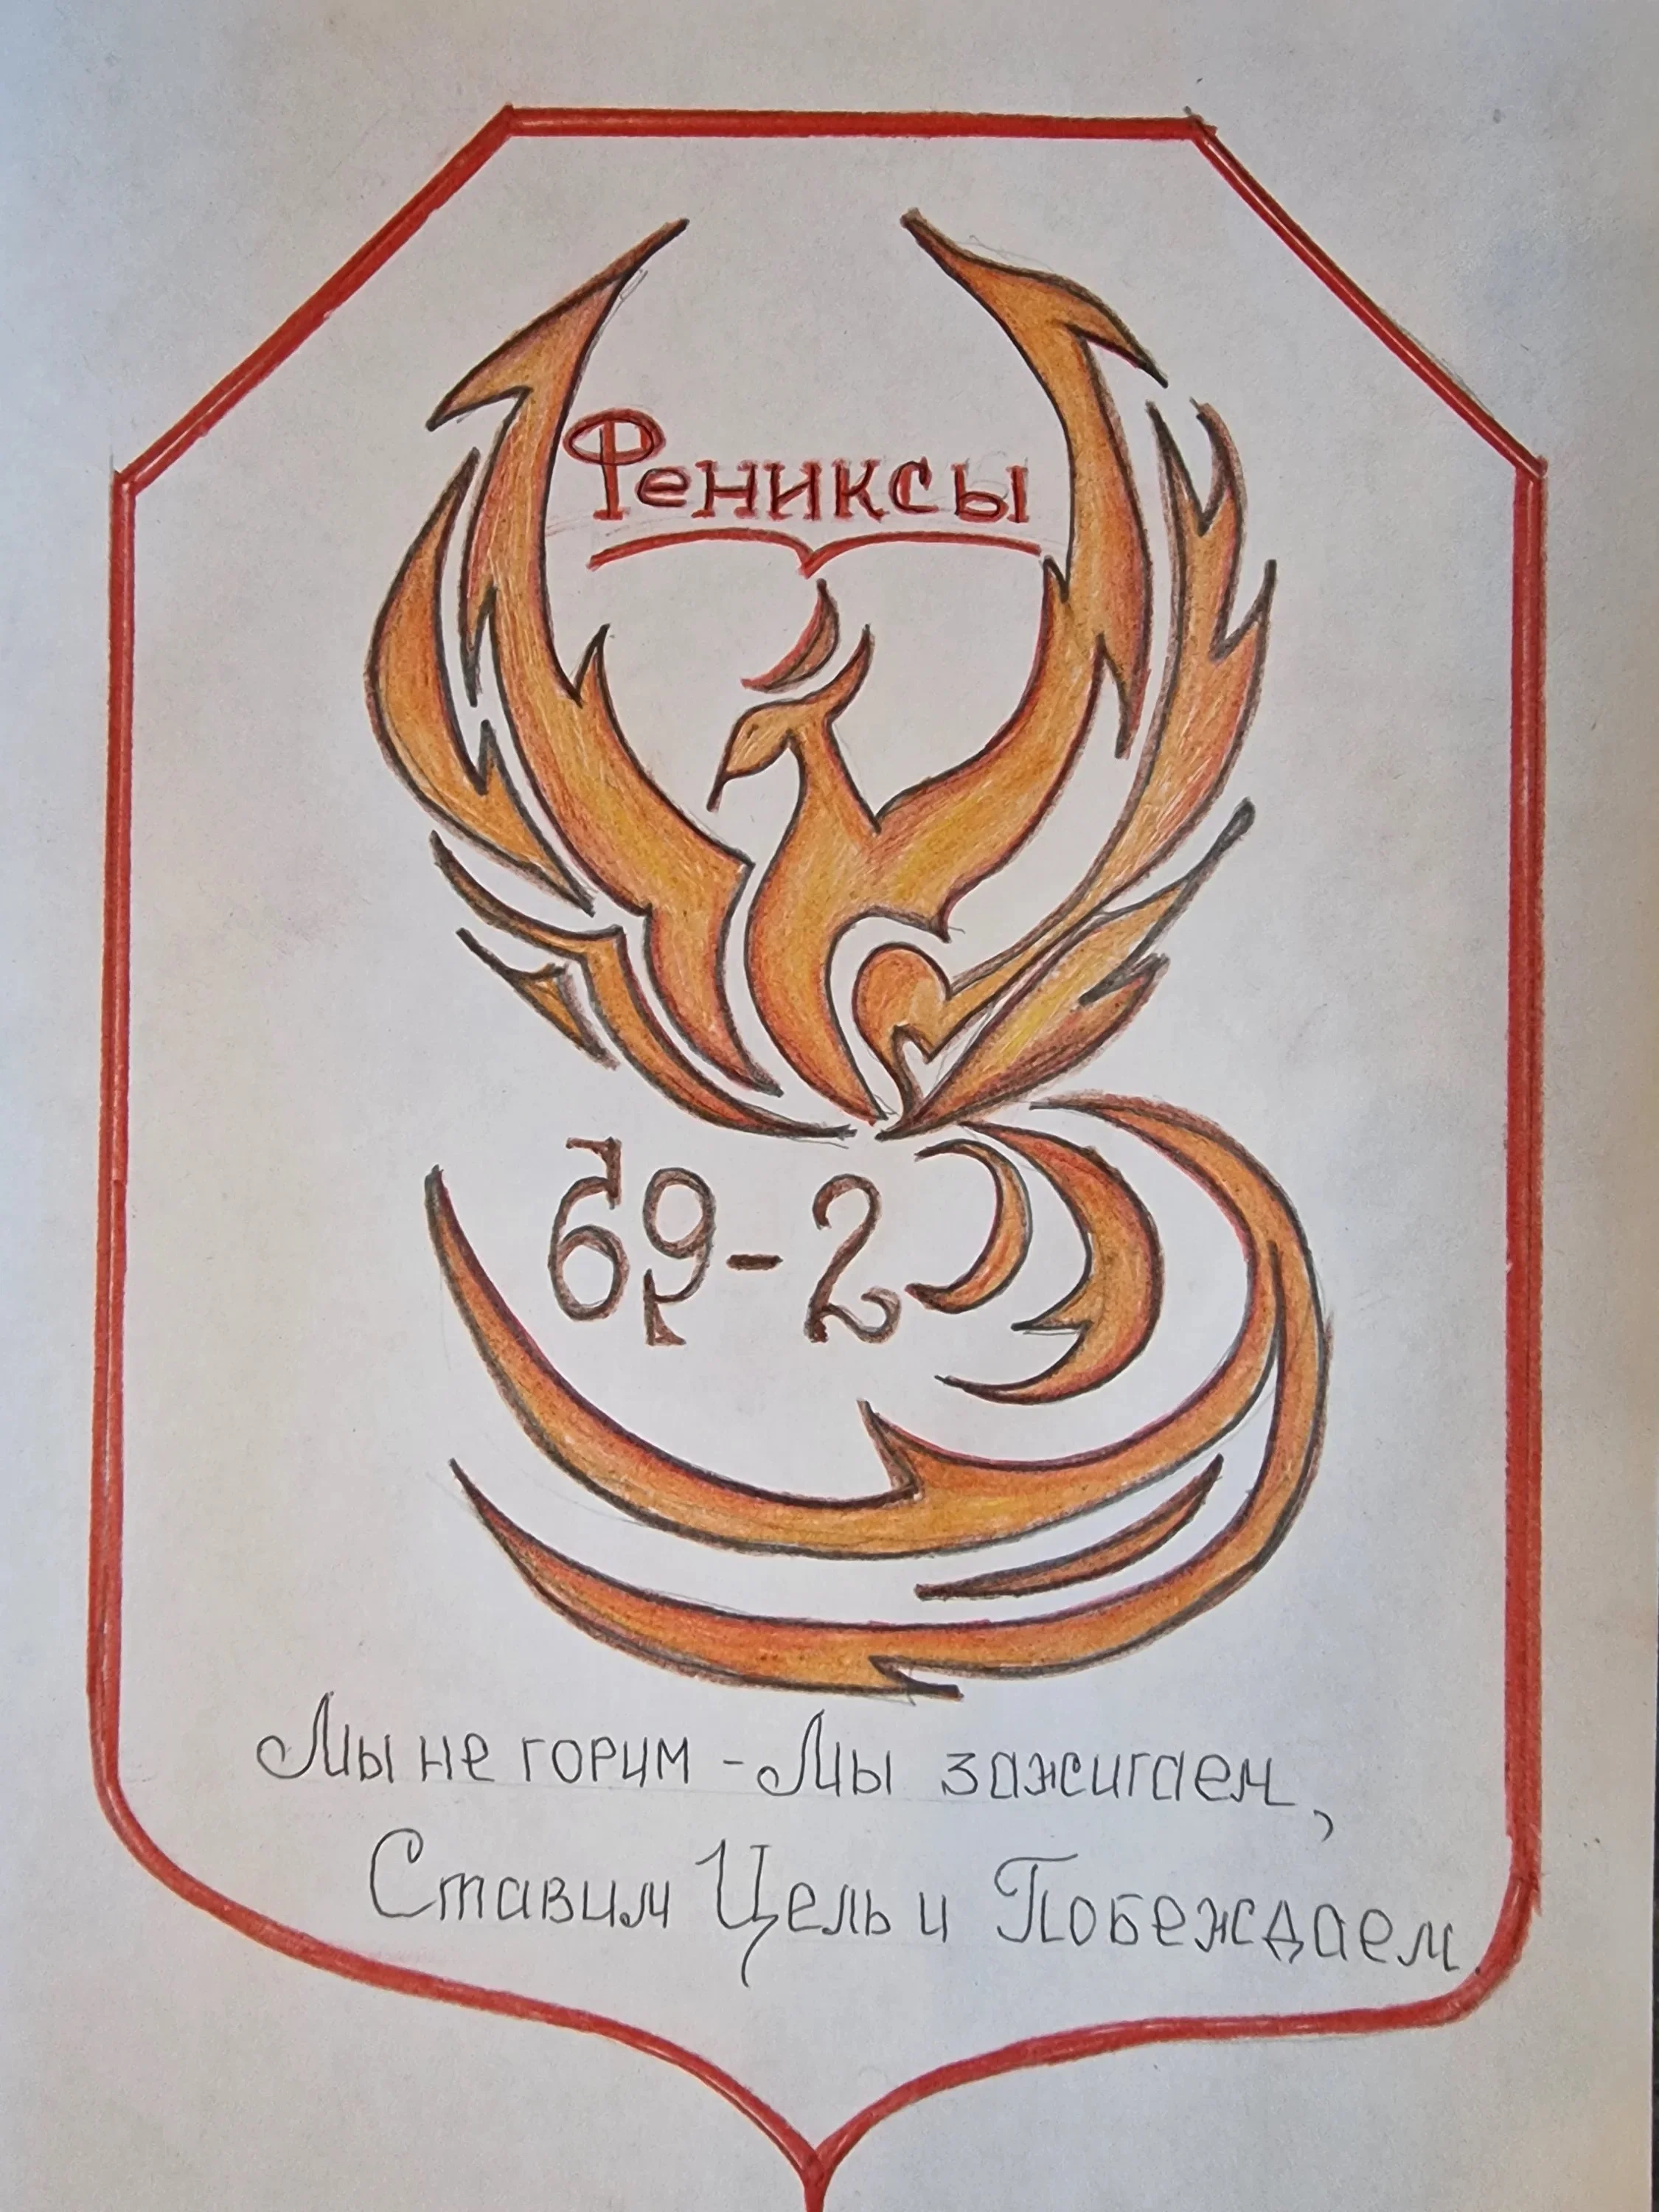 Фениксы
69-2
Мы не горим - Мы зажигаем,
Ставим Цель и Побеждаем.